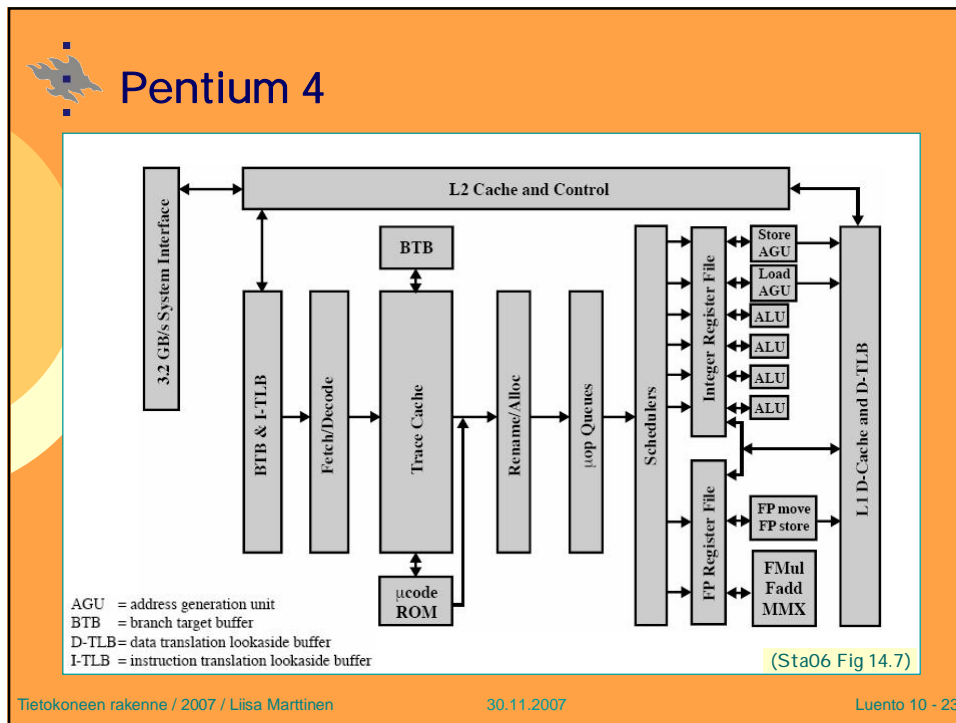 Pentium 4
3.2 GB/s System Interface
L2 Cache and Control
BTB & I-TLB
Fetch/Decode
BTB
Trace Cache
μcode
ROM
Rename/Alloc
μop Queues
Schedulers
Integer Register File
FP Register File
Store
AGU
Load
AGU
ALU
ALU
ALU
ALU
FP move
FP store
FMul
Fadd
MMX
L1 D-Cache and D-TLB
AGU = address generation unit
BTB = branch target buffer
D-TLB= data translation lookaside buffer
I-TLB = instruction translation lookaside buffer
(Sta06 Fig 14.7)
Tietokoneen rakenne / 2007 / Liisa Marttinen 30.11.2007 Luento 10 - 23